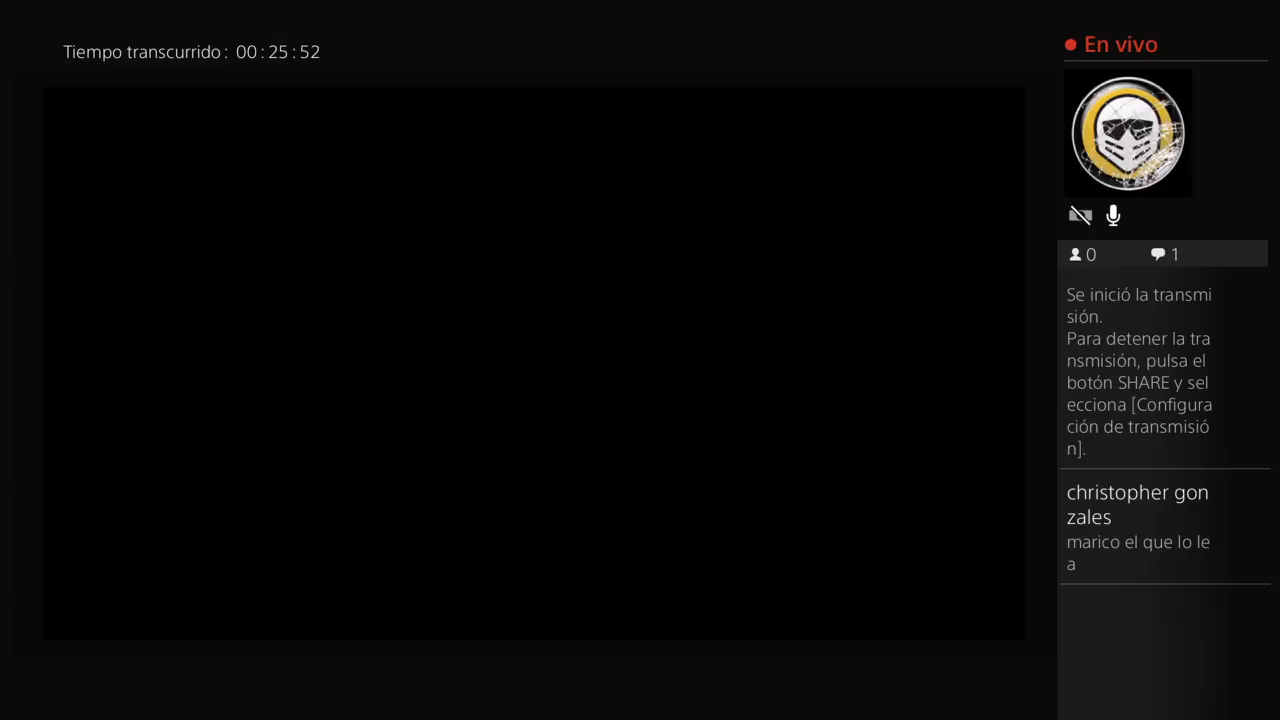 Tiempo transcurrido: 00:25:52
En vivo
0 1
Se inició la transmi
sión.
Para detener la tra
nsmisión, pulsa el
botón SHARE y sel
ecciona [Configura
ción de transmisió
n].
christopher gon
zales
marico el que lo le
a